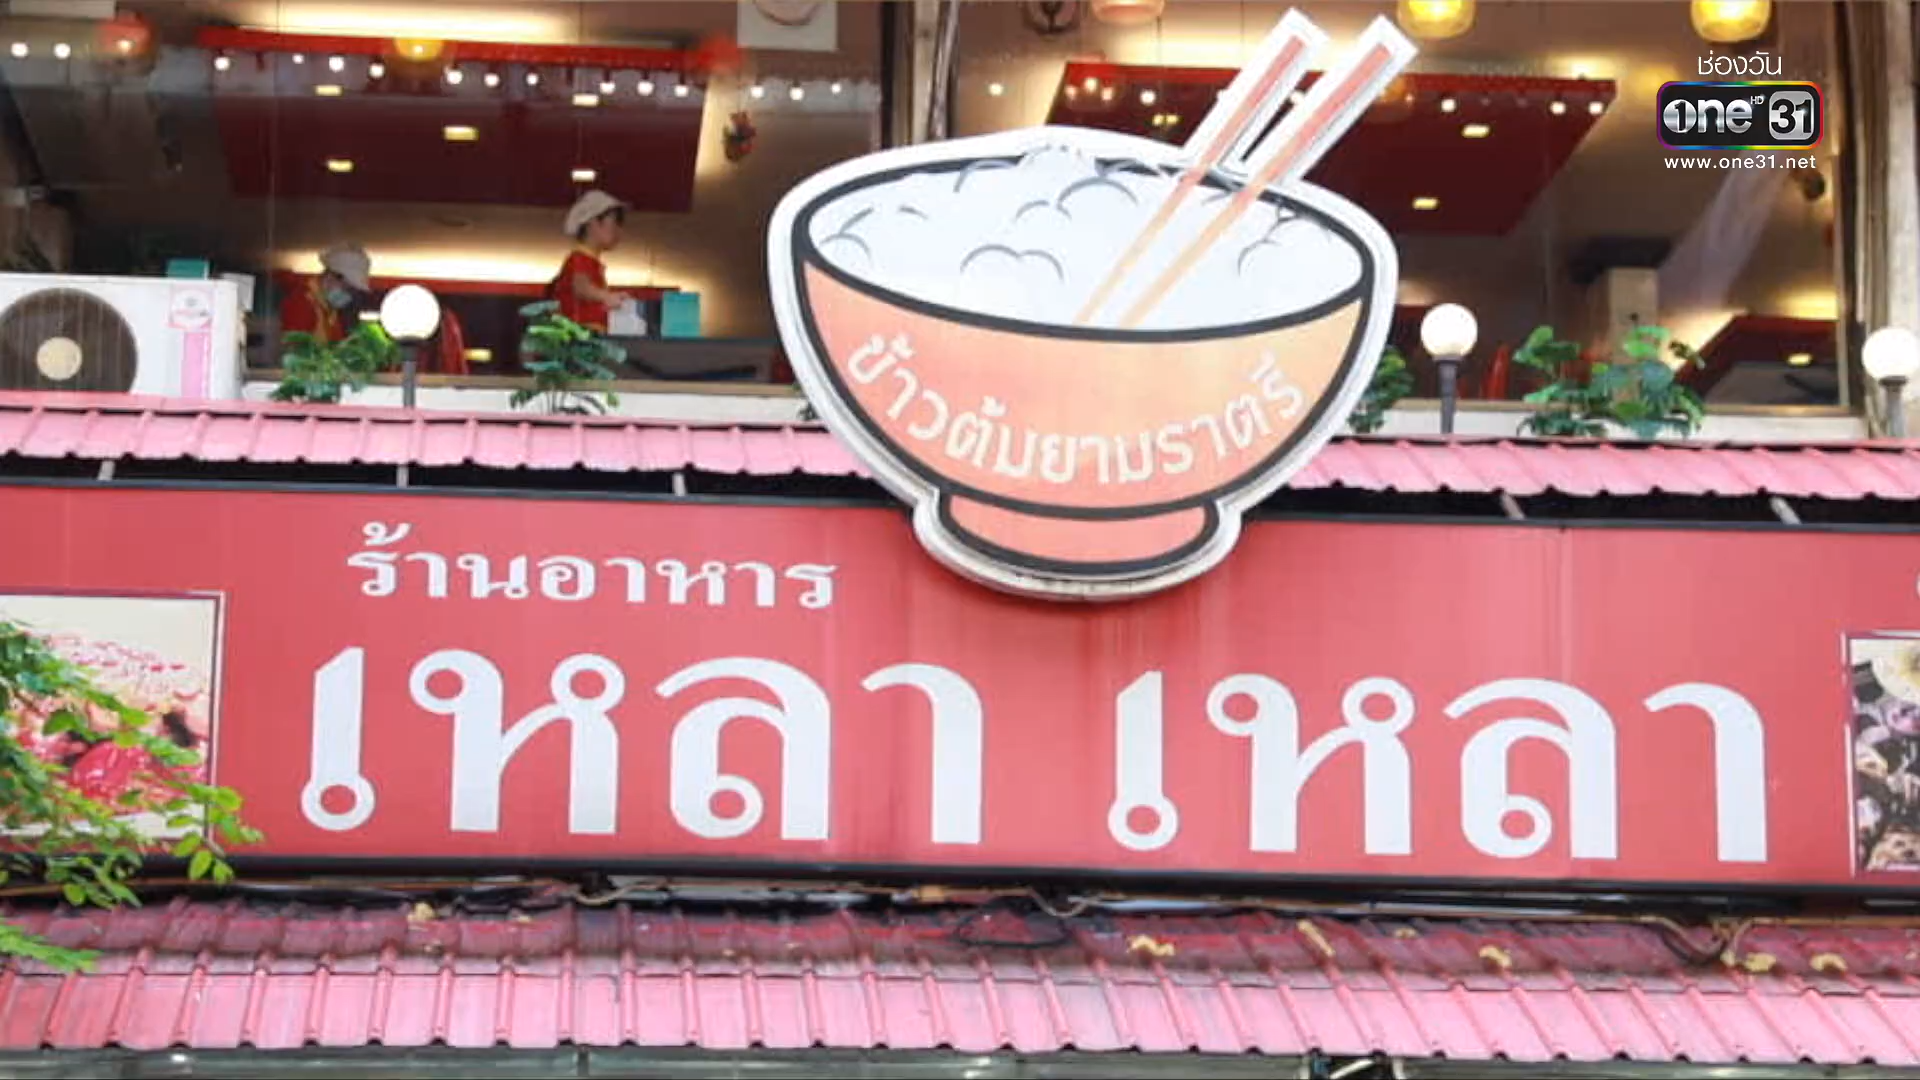 ช่องวัน
one HD 31
www.one31.net
ข้าวต้มยามราตรี
ร้านอาหาร
เหลา เหลา